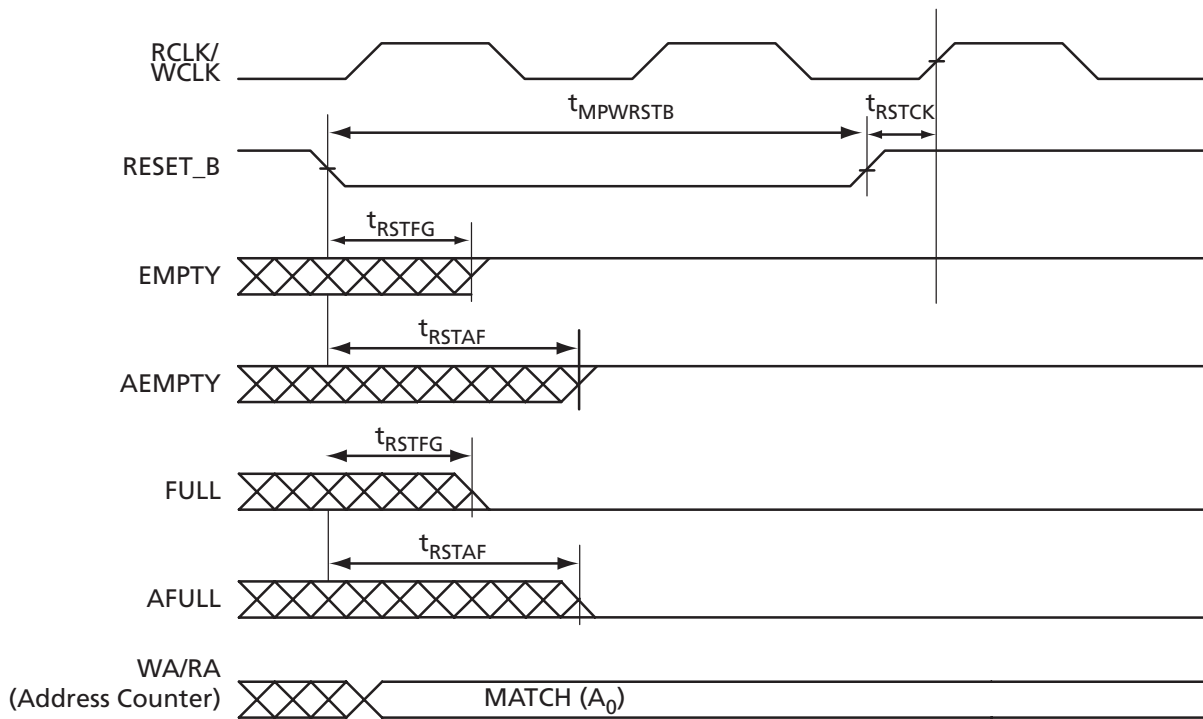 RCLK/
WCLK
tMPWRSTB
tRSTCK
RESET_B
tRSTFG
EMPTY
tRSTAF
AEMPTY
tRSTFG
FULL
tRSTAF
AFULL
WA/RA
(Address Counter)
MATCH (A0)